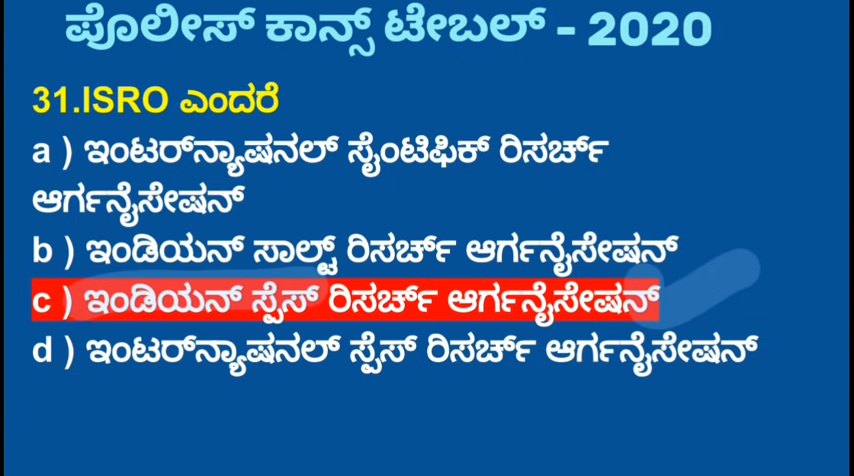 ಪೊಲೀಸ್ ಕಾನ್ಸ್ ಟೇಬಲ್ - 2020
31.ISRO ಎಂದರೆ
a ) ಇಂಟರ್‌ನ್ಯಾಷನಲ್ ಸೈಂಟಿಫಿಕ್ ರಿಸರ್ಚ್
ಆರ್ಗನೈಸೇಷನ್
b ) ಇಂಡಿಯನ್ ಸಾಲ್ಟ್ ರಿಸರ್ಚ್ ಆರ್ಗನೈಸೇಷನ್
c ) ಇಂಡಿಯನ್ ಸ್ಪೆಸ್ ರಿಸರ್ಚ್ ಆರ್ಗನೈಸೇಷನ್
d ) ಇಂಟರ್‌ನ್ಯಾಷನಲ್ ಸ್ಪೆಸ್ ರಿಸರ್ಚ್ ಆರ್ಗನೈಸೇಷನ್